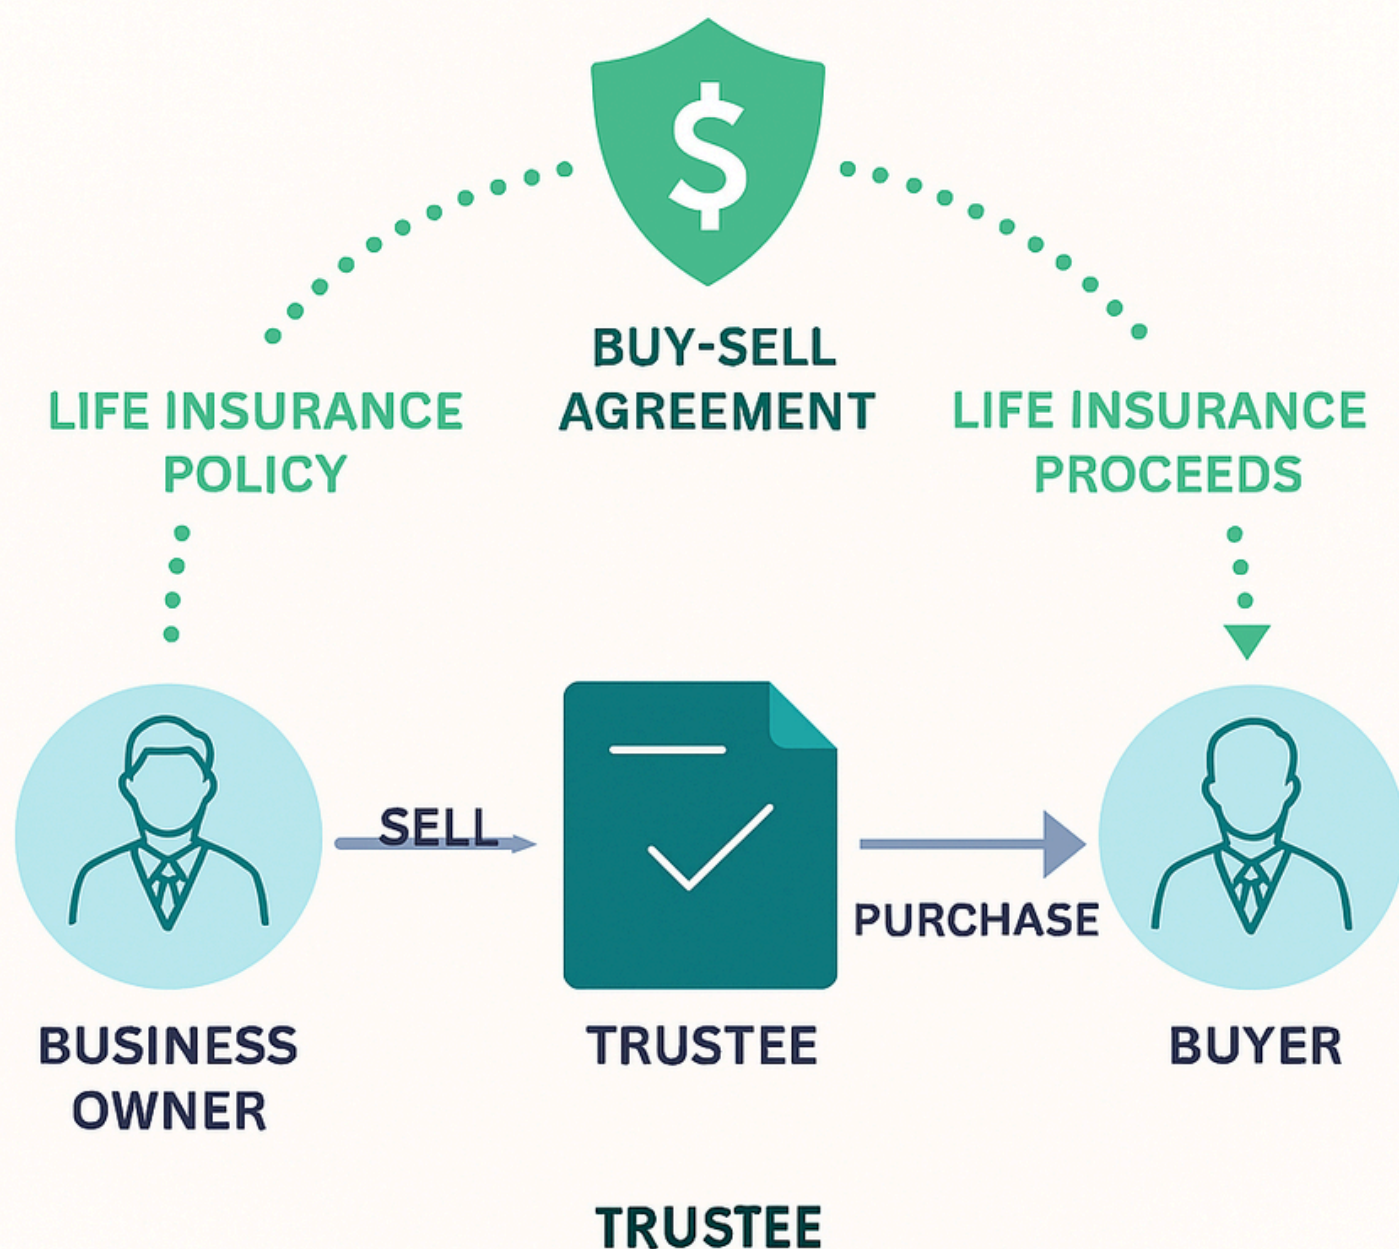 $
BUY-SELL
AGREEMENT
LIFE INSURANCE
POLICY
LIFE INSURANCE
PROCEEDS
SELL
PURCHASE
BUSINESS
OWNER
TRUSTEE
BUYER
TRUSTEE